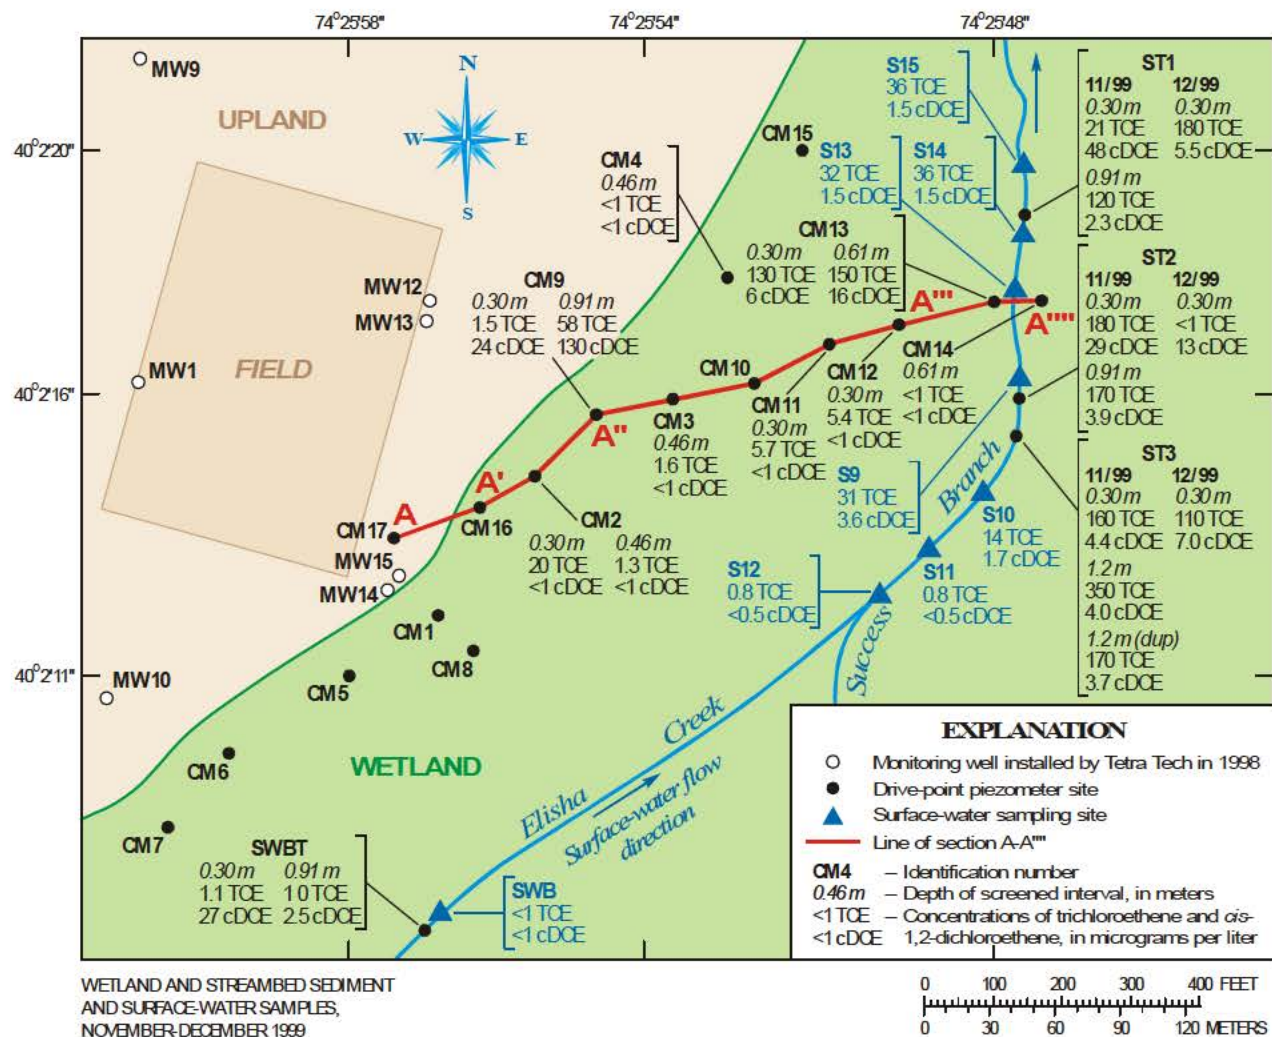 74°25'58"
74°25'54"
74°25'48"
40°2'20"
40°2'16"
40°2'11"
MW9
UPLAND
N
W
E
S
MW12
MW13
MW1
FIELD
CM15
CM4
0.46 m
<1 TCE
<1 cDCE
S15
36 TCE
1.5 cDCE
S13
32 TCE
1.5 cDCE
S14
36 TCE
1.5 cDCE
ST1
11/99 12/99
0.30 m 0.30 m
21 TCE 180 TCE
48 cDCE 5.5 cDCE
0.91 m
120 TCE
2.3 cDCE
CM13
0.30 m 0.61 m
130 TCE 150 TCE
6 cDCE 16 cDCE
CM9
0.30 m 0.91 m
1.5 TCE 58 TCE
24 cDCE 130 cDCE
ST2
11/99 12/99
0.30 m 0.30 m
180 TCE <1 TCE
29 cDCE 13 cDCE
0.91 m
170 TCE
3.9 cDCE
A'''
A''''
A''
A'
A
CM10
CM3
0.46 m
1.6 TCE
<1 cDCE
CM11
0.30 m
5.7 TCE
<1 cDCE
CM12
0.30 m
5.4 TCE
<1 cDCE
CM14
0.61 m
<1 TCE
<1 cDCE
ST3
11/99 12/99
0.30 m 0.30 m
160 TCE 110 TCE
4.4 cDCE 7.0 cDCE
1.2 m
350 TCE
4.0 cDCE
1.2 m (dup)
170 TCE
3.7 cDCE
CM17
CM16
MW15
MW14
CM2
0.30 m 0.46 m
20 TCE 1.3 TCE
<1 cDCE <1 cDCE
S9
31 TCE
3.6 cDCE
Branch
S10
14 TCE
1.7 cDCE
S12
0.8 TCE
<0.5 cDCE
S11
0.8 TCE
<0.5 cDCE
Success
CM1
CM8
CM5
MW10
CM6
CM7
WETLAND
Elisha
Creek
Surface-water flow
direction
SWBT
0.30 m 0.91 m
1.1 TCE 10 TCE
27 cDCE 2.5 cDCE
SWB
<1 TCE
<1 cDCE
EXPLANATION
Monitoring well installed by Tetra Tech in 1998
Drive-point piezometer site
Surface-water sampling site
Line of section A-A''''
CM4 – Identification number
0.46 m – Depth of screened interval, in meters
<1 TCE – Concentrations of trichloroethene and cis-
<1 cDCE 1,2-dichloroethene, in micrograms per liter
WETLAND AND STREAMBED SEDIMENT
AND SURFACE-WATER SAMPLES,
NOVEMBER-DECEMBER 1999
0 100 200 300 400 FEET
0 30 60 90 120 METERS